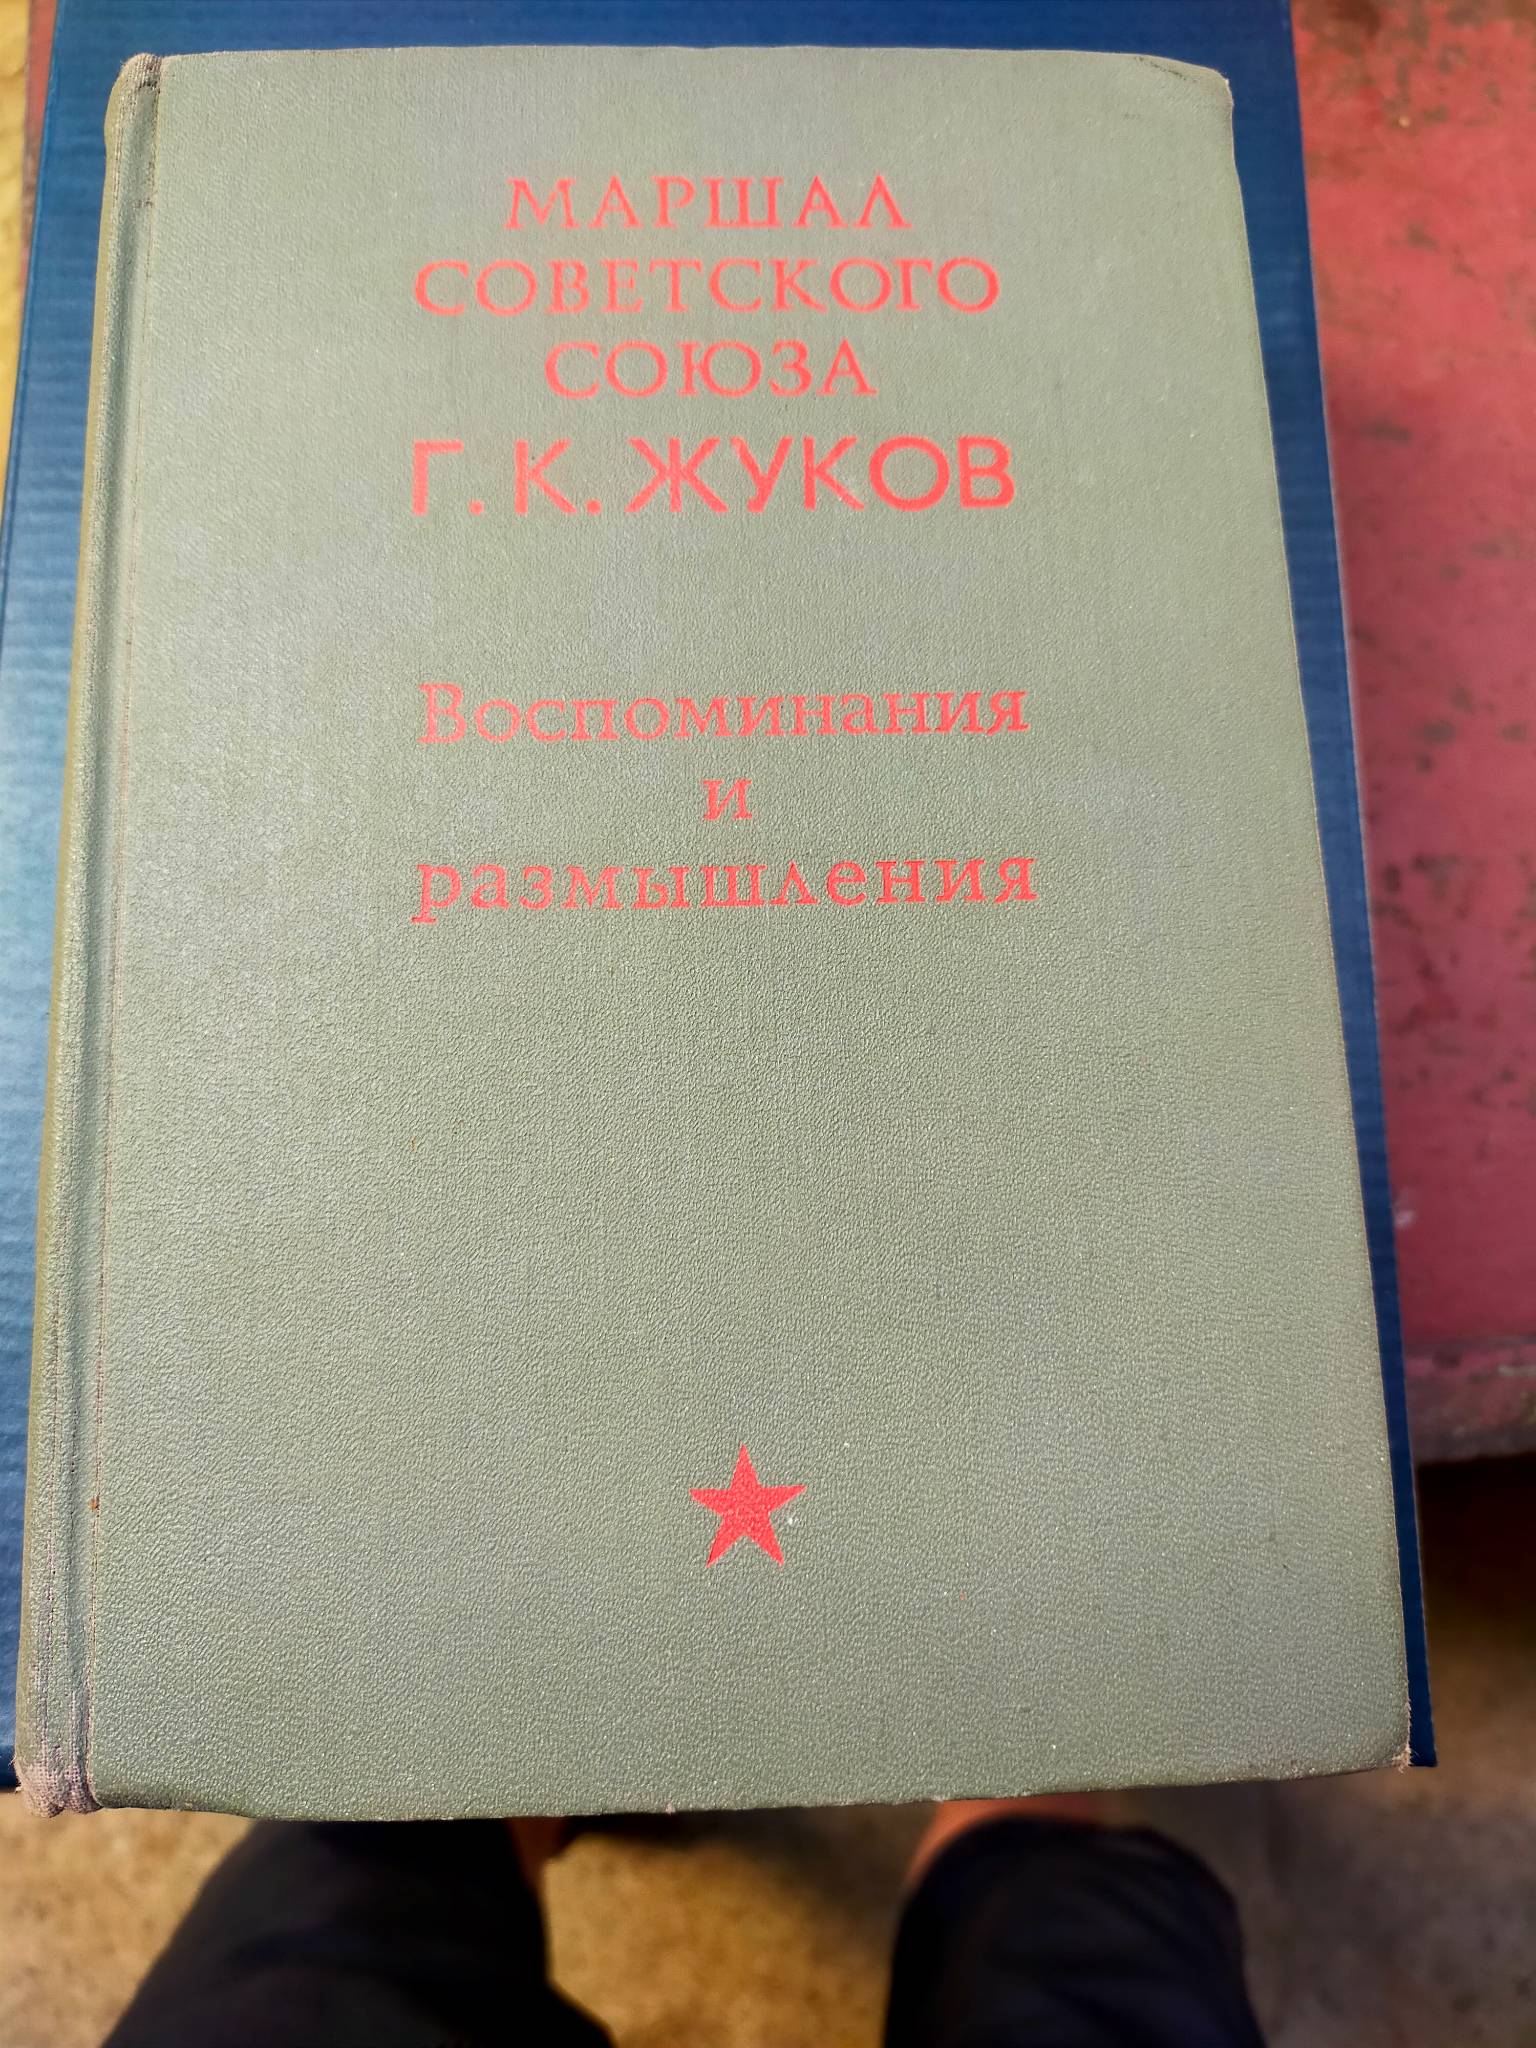 МАРШАЛ
СОВЕТСКОГО
СОЮЗА
Г. К. ЖУКОВ
Воспоминания
и
размышления